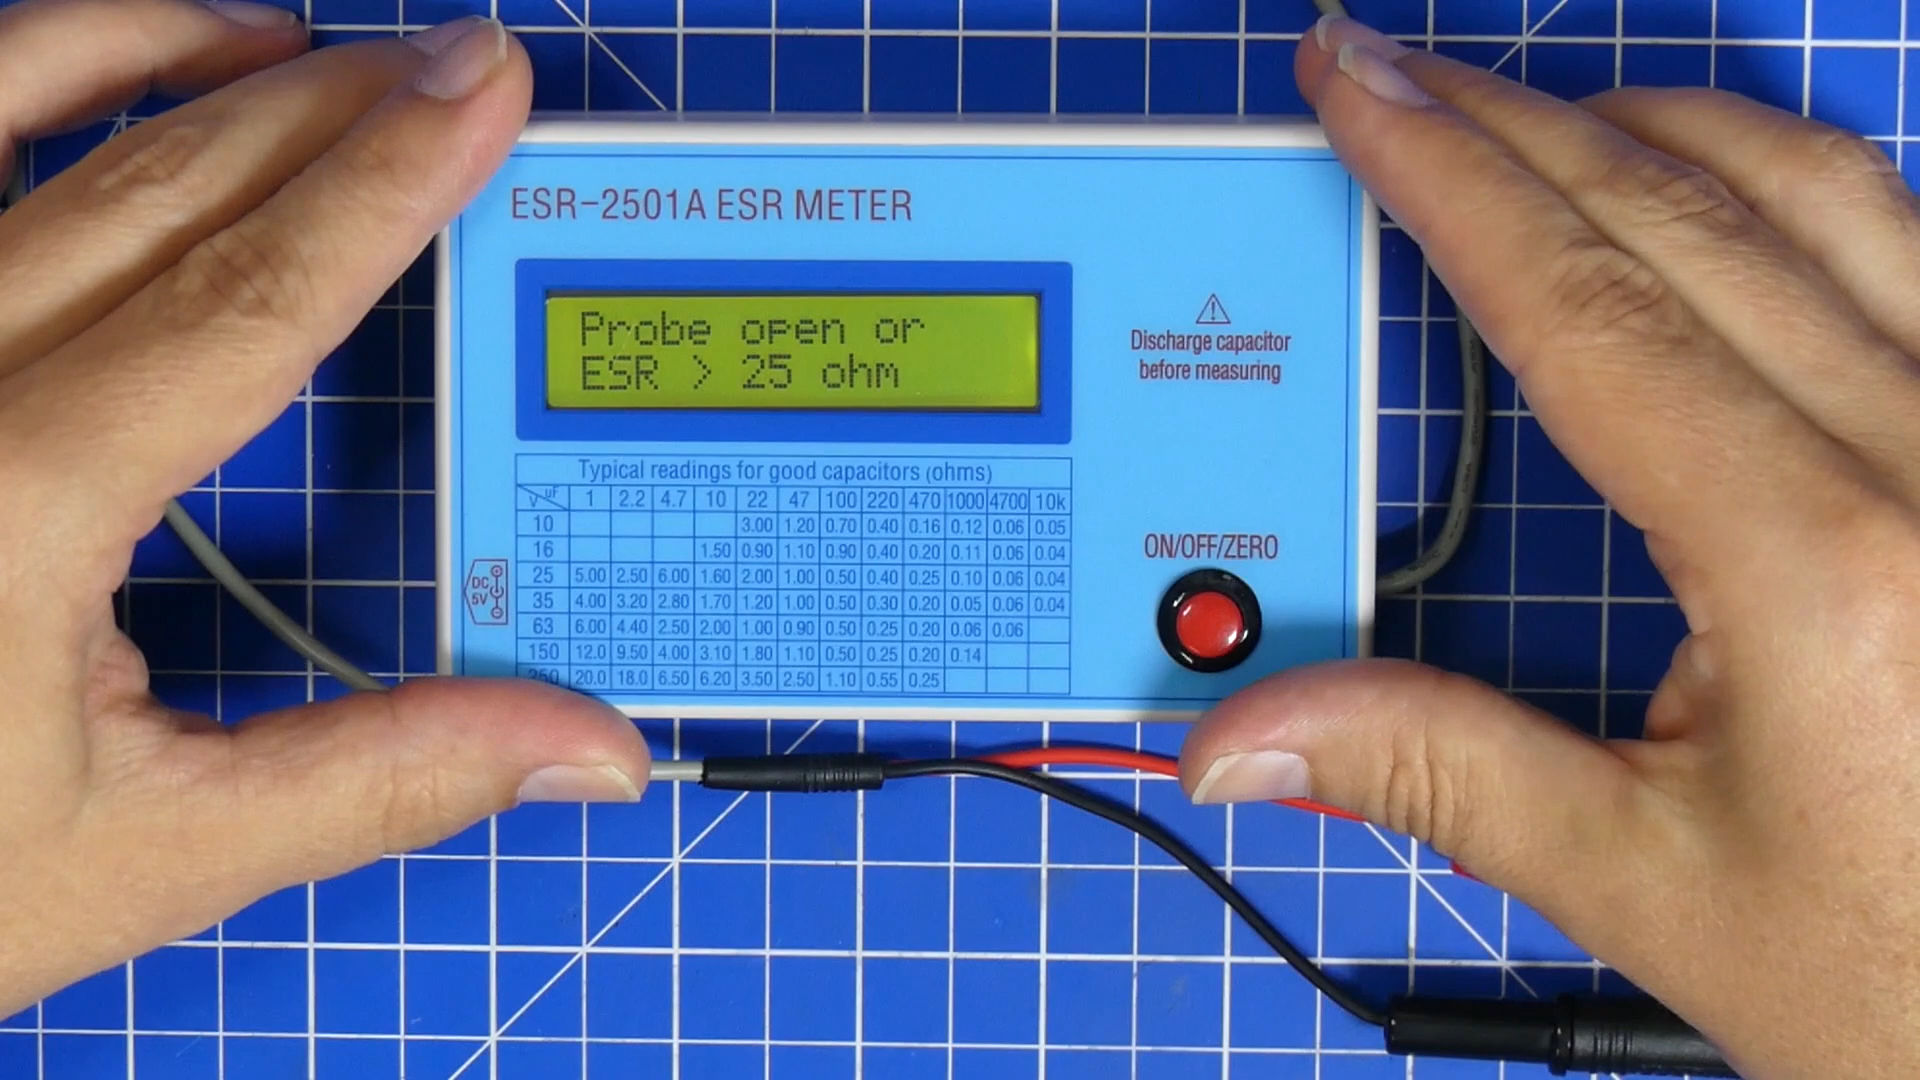 ESR-2501A ESR METER
Probe open or
ESR > 25 ohm
Discharge capacitor
before measuring
Typical readings for good capacitors (ohms)
V uF 1 2.2 4.7 10 22 47 100 220 470 1000 4700 10k
10 3.00 1.20 0.70 0.40 0.16 0.12 0.06 0.05
16 1.50 0.90 1.10 0.90 0.40 0.20 0.11 0.06 0.04
25 5.00 2.50 6.00 1.60 2.00 1.00 0.50 0.40 0.25 0.10 0.06 0.04
35 4.00 3.20 2.80 1.70 1.20 1.00 0.50 0.30 0.20 0.05 0.06 0.04
63 6.00 4.40 2.50 2.00 1.00 0.90 0.50 0.25 0.20 0.06 0.06
150 12.0 9.50 4.00 3.10 1.80 1.10 0.50 0.25 0.20 0.14
250 20.0 18.0 6.50 6.20 3.50 2.50 1.10 0.55 0.25
DC
5V
ON/OFF/ZERO